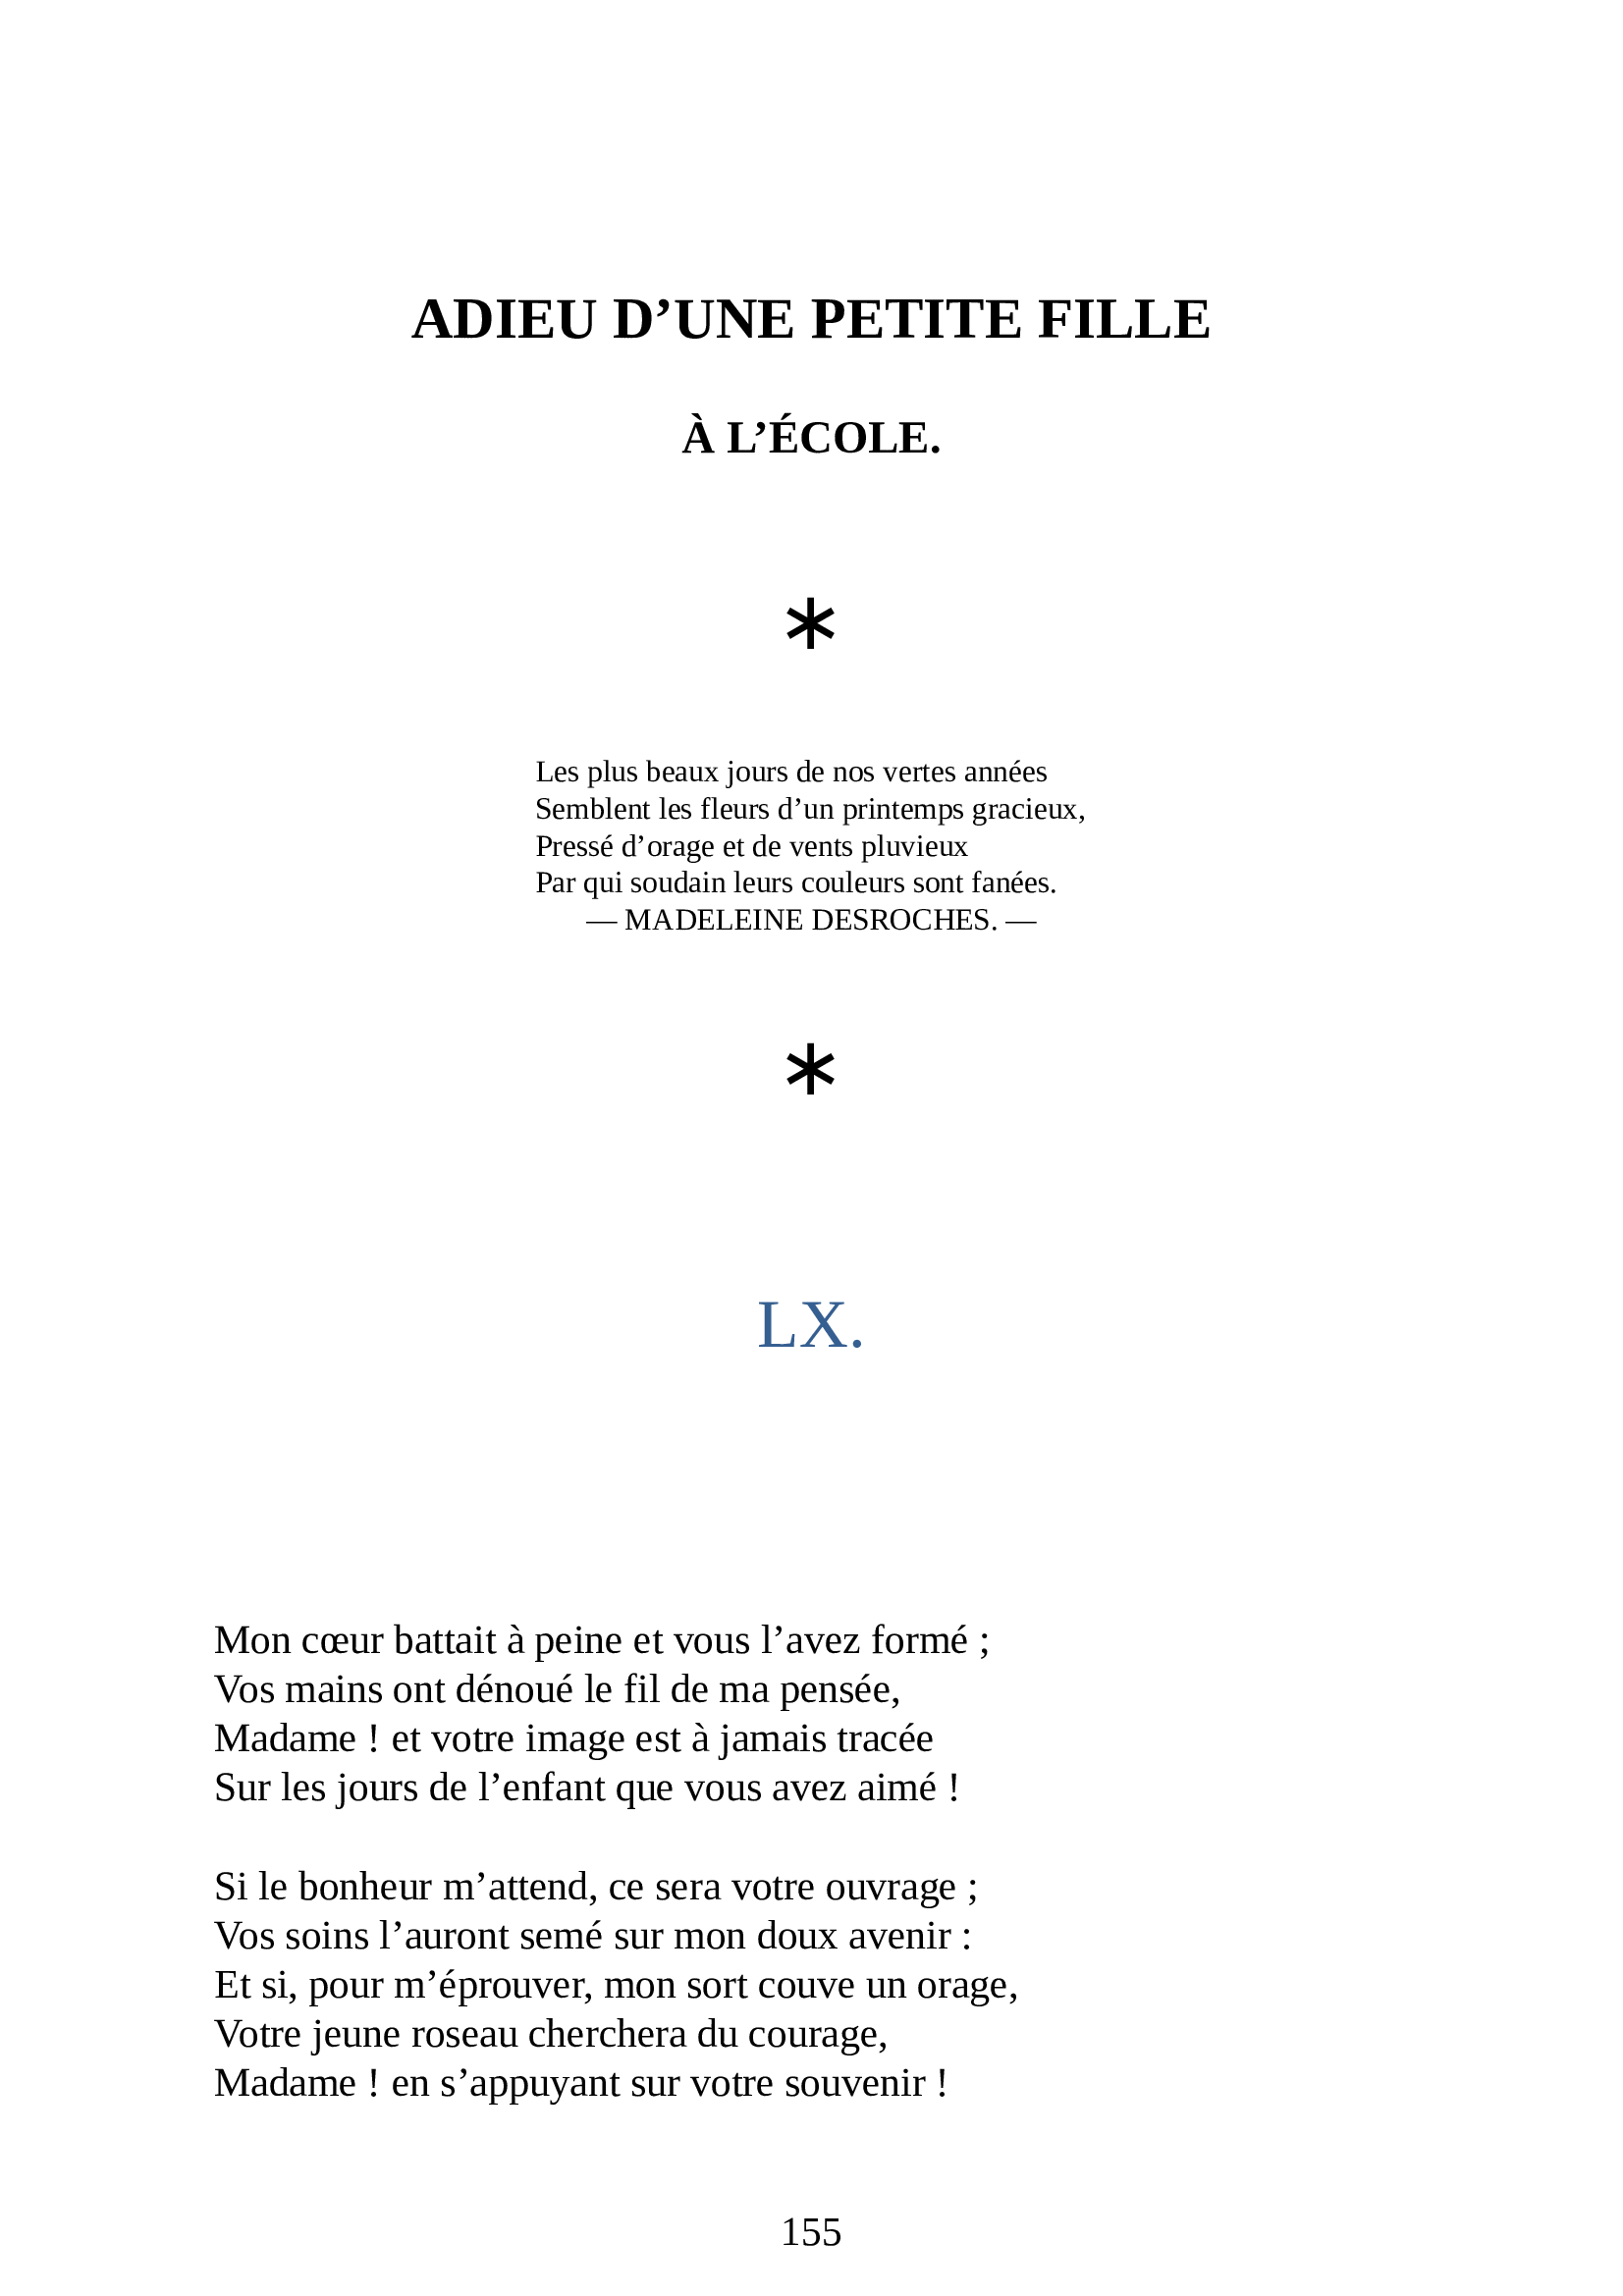 ADIEU D’UNE PETITE FILLE
À L’ÉCOLE.
*
Les plus beaux jours de nos vertes années
Semblent les fleurs d’un printemps gracieux,
Pressé d’orage et de vents pluvieux
Par qui soudain leurs couleurs sont fanées.
— MADELEINE DESROCHES. —
*
LX.
Mon cœur battait à peine et vous l’avez formé ;
Vos mains ont dénoué le fil de ma pensée,
Madame ! et votre image est à jamais tracée
Sur les jours de l’enfant que vous avez aimé !
Si le bonheur m’attend, ce sera votre ouvrage ;
Vos soins l’auront semé sur mon doux avenir :
Et si, pour m’éprouver, mon sort couve un orage,
Votre jeune roseau cherchera du courage,
Madame ! en s’appuyant sur votre souvenir !
155